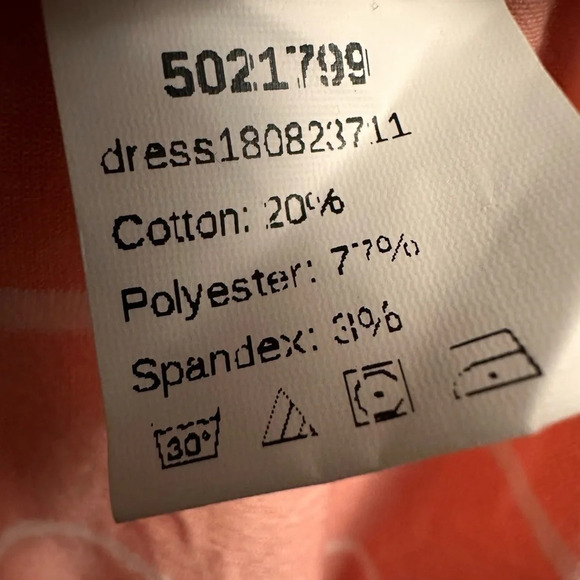 5021799
dress180823711
Cotton: 20%
Polyester: 77%
Spandex: 3%
30°